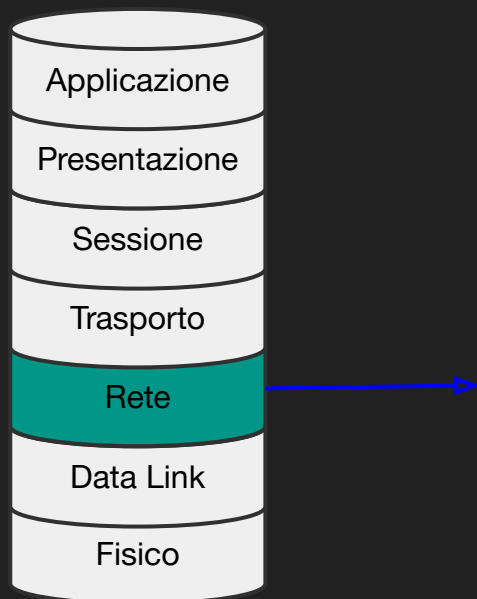 Applicazione
Presentazione
Sessione
Trasporto
Rete
Data Link
Fisico